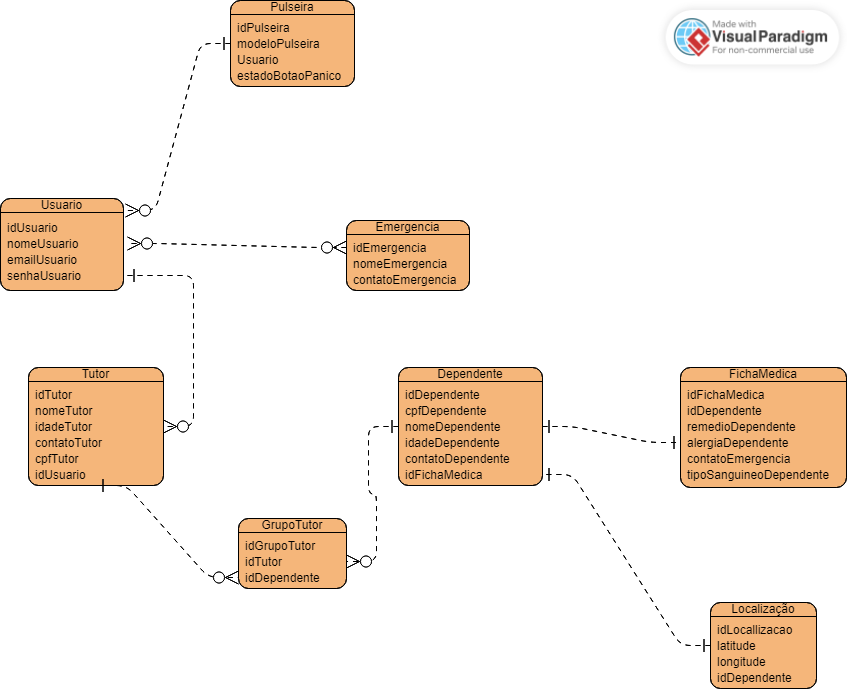 Pulseira
idPulseira
modeloPulseira
Usuario
estadoBotaoPanico
Made with
Visual Paradigm
For non-commercial use
Usuario
idUsuario
nomeUsuario
emailUsuario
senhaUsuario
Emergencia
idEmergencia
nomeEmergencia
contatoEmergencia
Tutor
idTutor
nomeTutor
idadeTutor
contatoTutor
cpfTutor
idUsuario
Dependente
idDependente
cpfDependente
nomeDependente
idadeDependente
contatoDependente
idFichaMedica
FichaMedica
idFichaMedica
idDependente
remedioDependente
alergiaDependente
contatoEmergencia
tipoSanguineoDependente
GrupoTutor
idGrupoTutor
idTutor
idDependente
Localização
idLocallizacao
latitude
longitude
idDependente